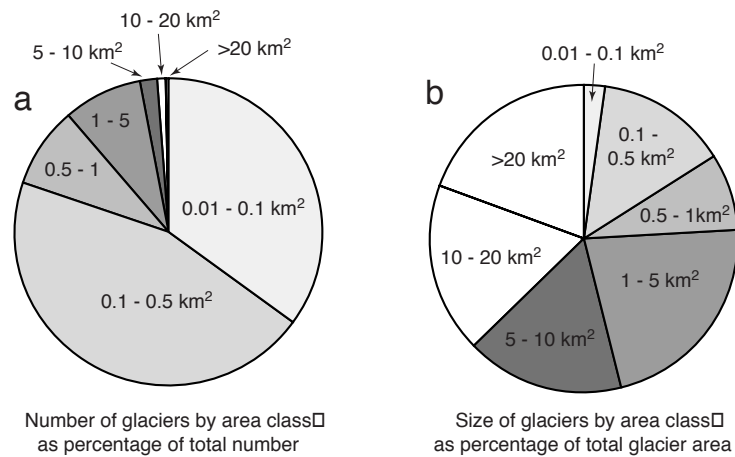 10 - 20 km²
5 - 10 km²
>20 km²
a
1 - 5
0.5 - 1
0.01 - 0.1 km²
0.1 - 0.5 km²
Number of glaciers by area class□
as percentage of total number
0.01 - 0.1 km²
b
>20 km²
0.1 -
0.5 km²
0.5 - 1km²
10 - 20 km²
1 - 5 km²
5 - 10 km²
Size of glaciers by area class□
as percentage of total glacier area